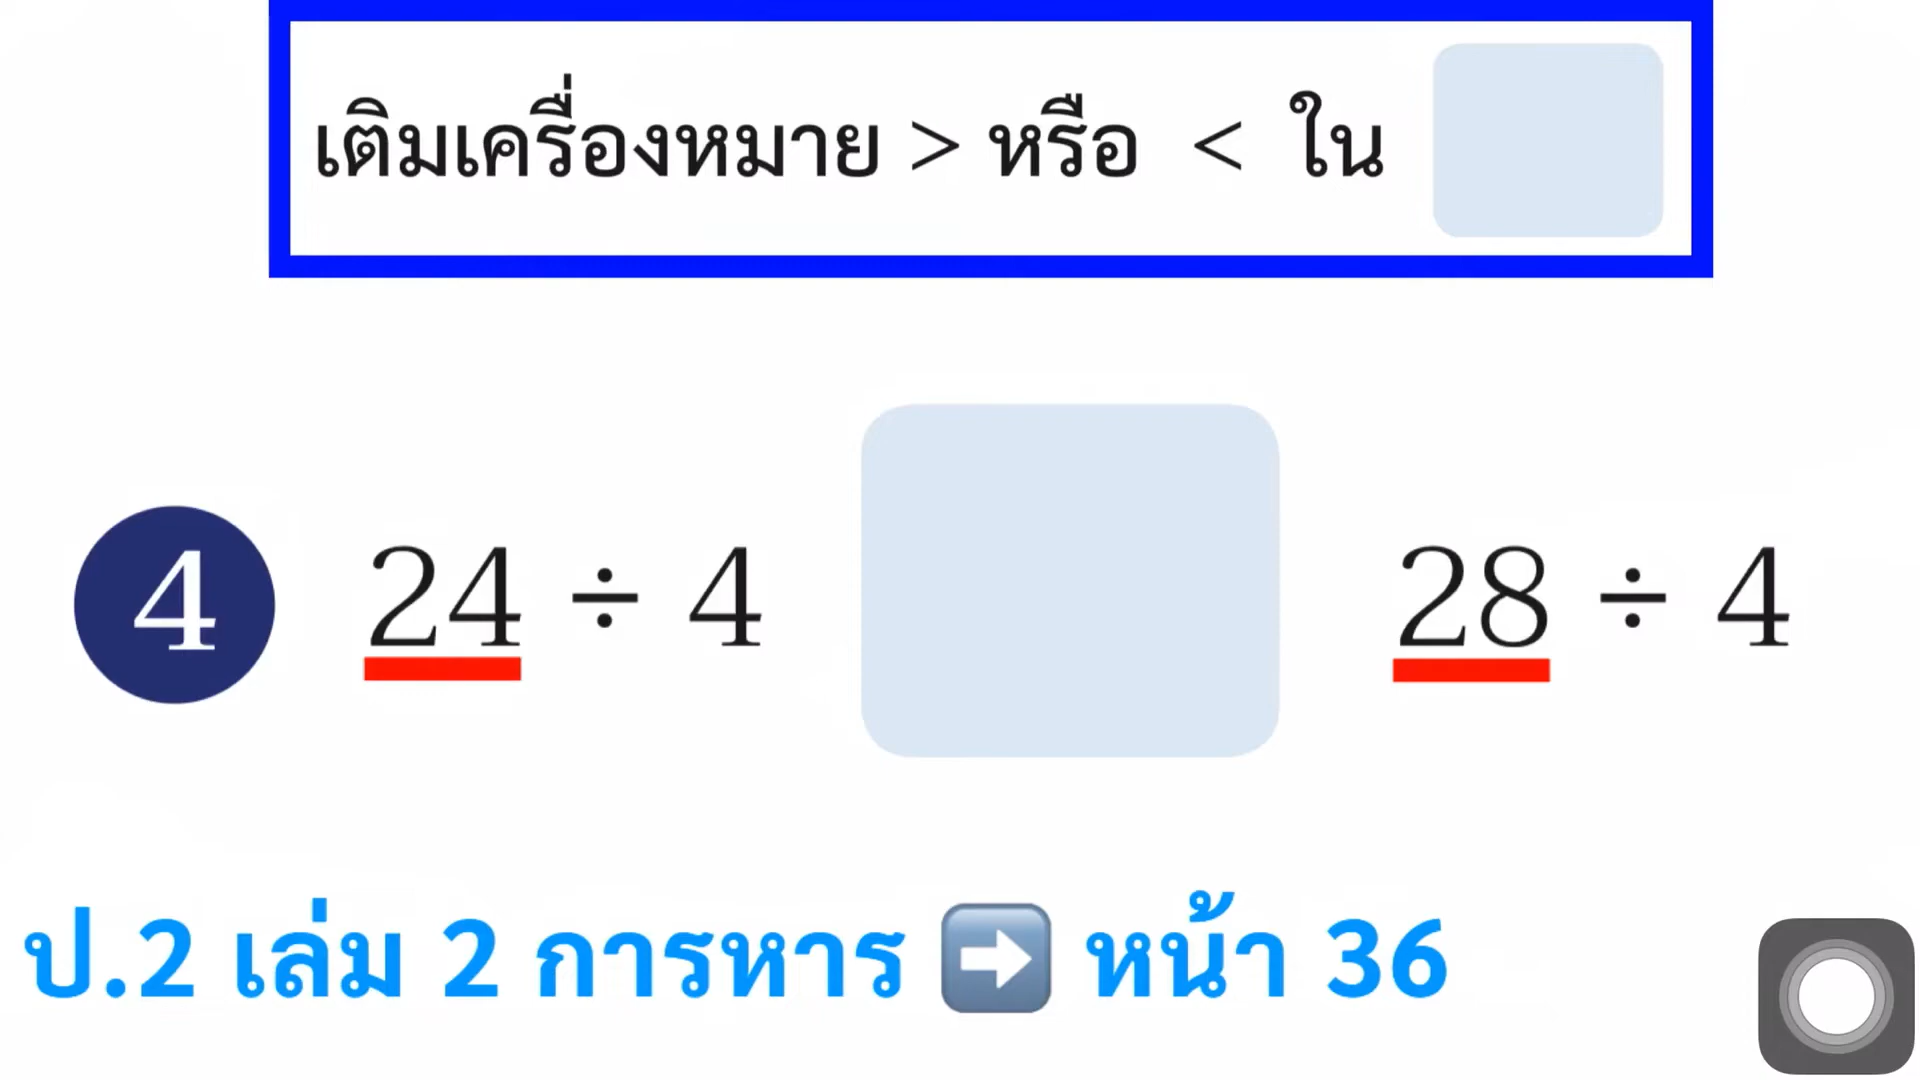 เติมเครื่องหมาย > หรือ < ใน
4 24 ÷ 4 28 ÷ 4
ป.2 เล่ม 2 การหาร ➡️ หน้า 36